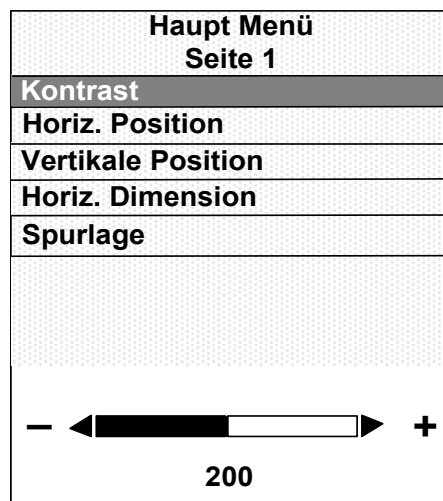 Haupt Menü
Seite 1
Kontrast
Horiz. Position
Vertikale Position
Horiz. Dimension
Spurlage
– +
200